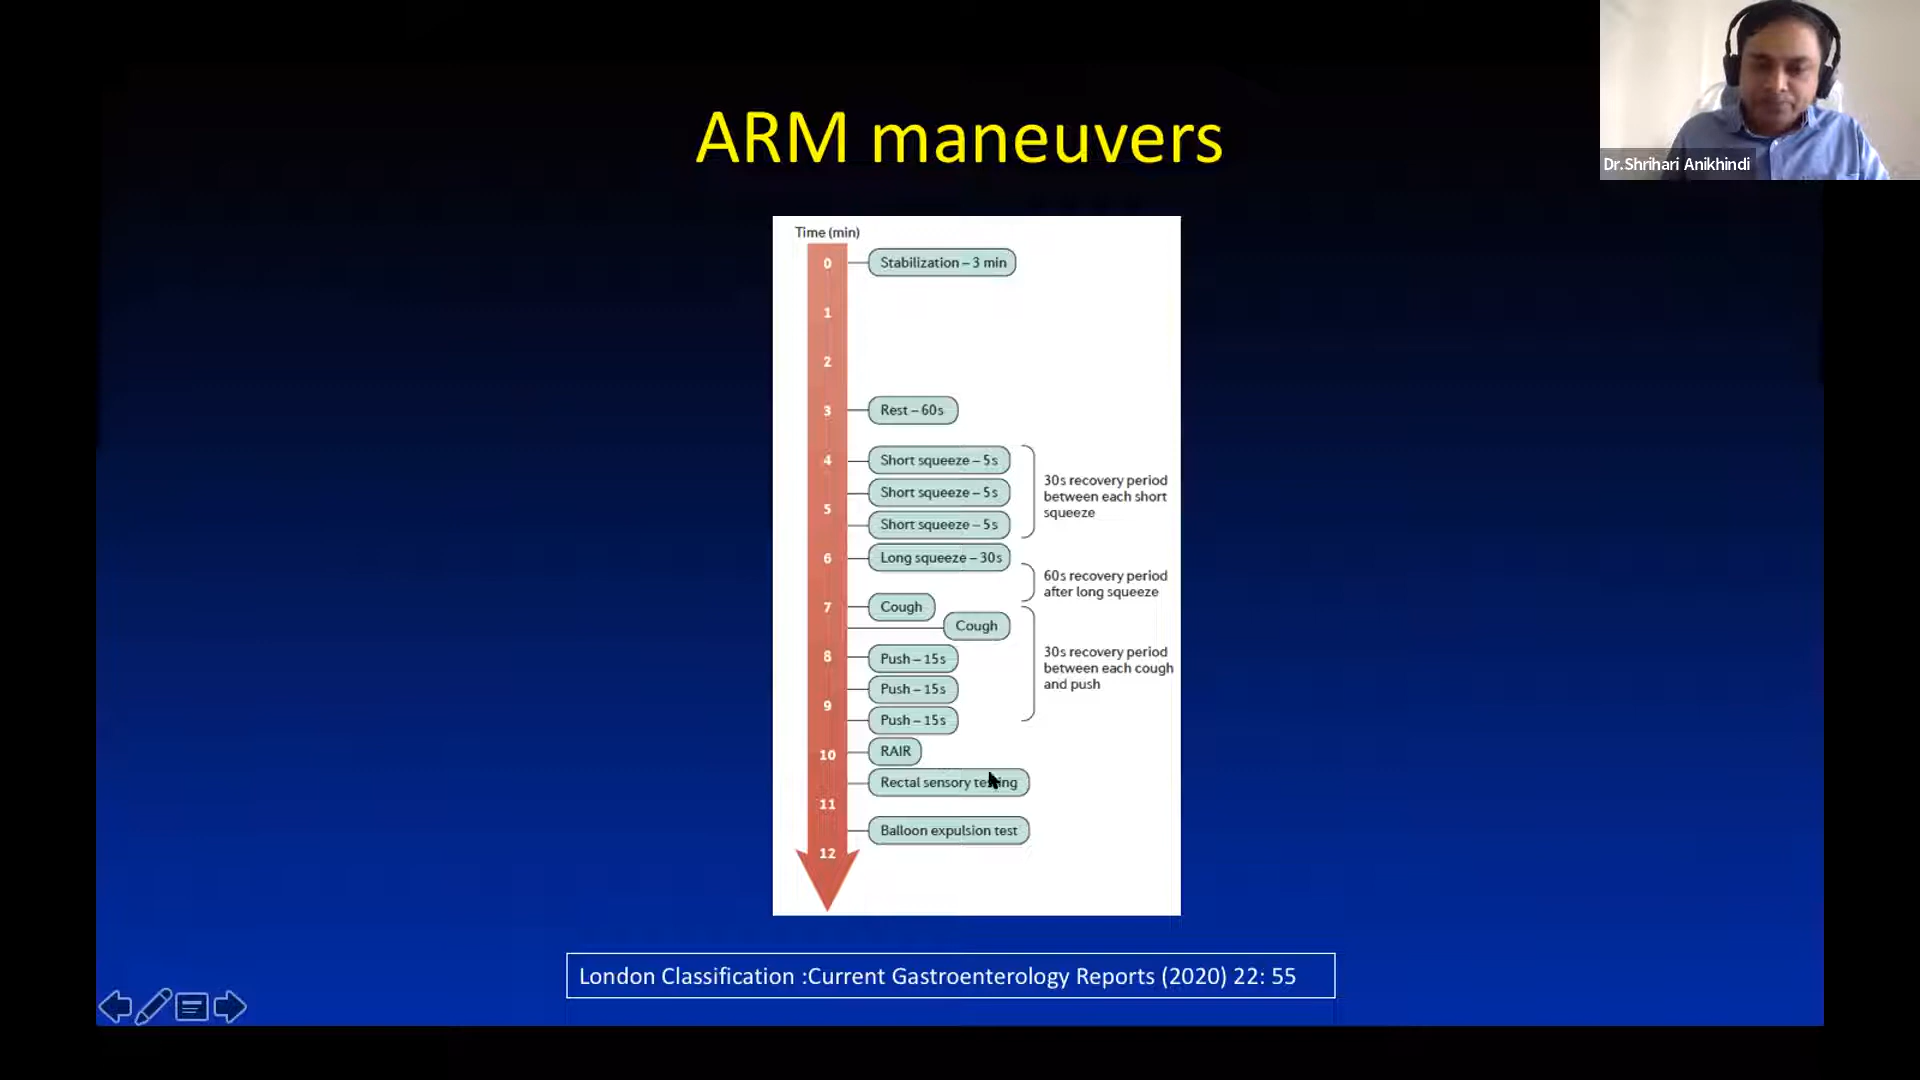 ARM maneuvers
Dr.Shrihari Anikhindi
Time (min)
0
Stabilization – 3 min
1
2
3
Rest – 60s
4
Short squeeze – 5s
Short squeeze – 5s
5
Short squeeze – 5s
30s recovery period
between each short
squeeze
6
Long squeeze – 30s
60s recovery period
after long squeeze
7
Cough
Cough
8
Push – 15s
Push – 15s
9
Push – 15s
30s recovery period
between each cough
and push
10
RAIR
Rectal sensory testing
11
Balloon expulsion test
12
London Classification :Current Gastroenterology Reports (2020) 22: 55